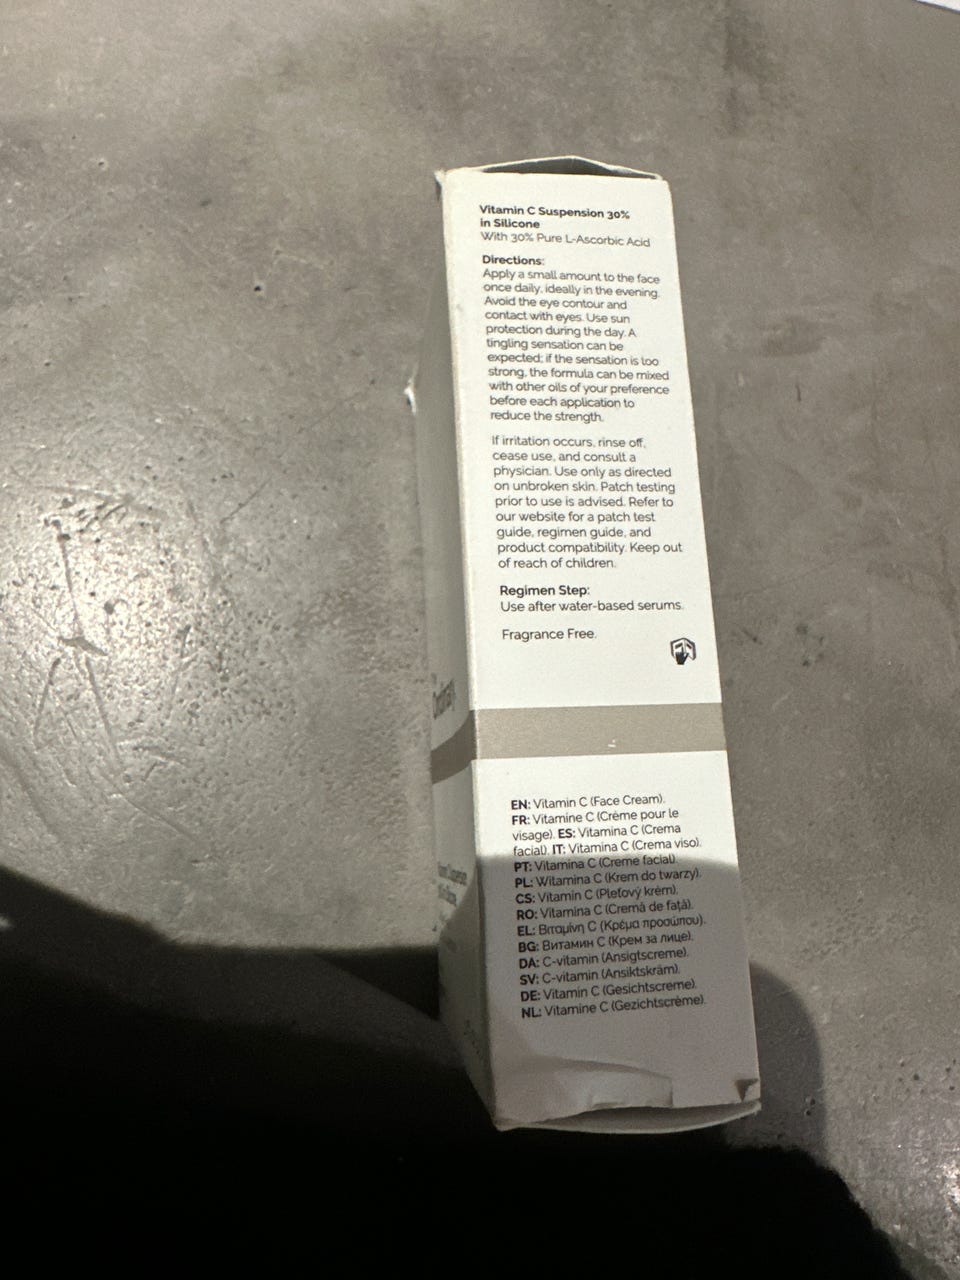 Vitamin C Suspension 30%
in Silicone
With 30% Pure L-Ascorbic Acid
Directions:
Apply a small amount to the face
once daily, ideally in the evening.
Avoid the eye contour and
contact with eyes. Use sun
protection during the day. A
tingling sensation can be
expected; if the sensation is too
strong, the formula can be mixed
with other oils of your preference
before each application to
reduce the strength.
If irritation occurs, rinse off,
cease use, and consult a
physician. Use only as directed
on unbroken skin. Patch testing
prior to use is advised. Refer to
our website for a patch test
guide, regimen guide, and
product compatibility. Keep out
of reach of children.
Regimen Step:
Use after water-based serums.
Fragrance Free.
Ordinary
EN: Vitamin C (Face Cream).
FR: Vitamine C (Crème pour le
visage). ES: Vitamina C (Crema
facial). IT: Vitamina C (Crema viso).
PT: Vitamina C (Creme facial).
PL: Witamina C (Krem do twarzy).
CS: Vitamin C (Pleťový krém).
RO: Vitamina C (Cremă de față).
EL: Βιταμίνη C (Κρέμα προσώπου).
BG: Витамин C (Крем за лице).
DA: C-vitamin (Ansigtscreme).
SV: C-vitamin (Ansiktskräm).
DE: Vitamin C (Gesichtscreme).
NL: Vitamine C (Gezichtscrème).